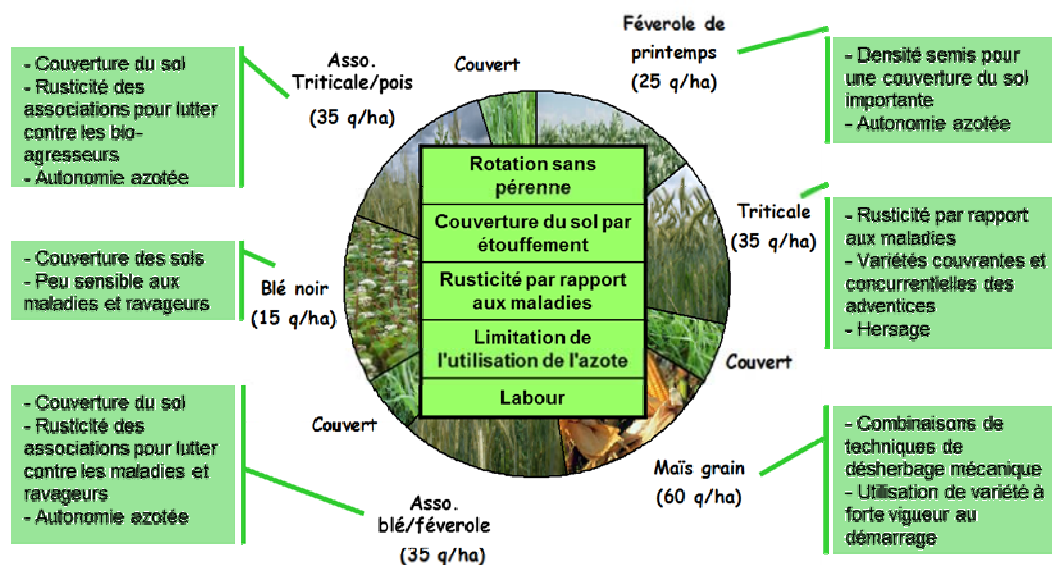 - Couverture du sol
- Rusticité des
associations pour lutter
contre les bio-
agresseurs
- Autonomie azotée
Asso.
Triticale/pois
(35 q/ha)
Couvert
Féverole de
printemps
(25 q/ha)
- Densité semis pour
une couverture du sol
importante
- Autonomie azotée
Rotation sans
pérenne
Couverture du sol par
étouffement
Rusticité par rapport
aux maladies
Limitation de
l'utilisation de l'azote
Labour
Triticale
(35 q/ha)
- Rusticité par rapport
aux maladies
- Variétés couvrantes et
concurrentielles des
adventices
- Hersage
- Couverture des sols
- Peu sensible aux
maladies et ravageurs
Blé noir
(15 q/ha)
Couvert
- Couverture du sol
- Rusticité des
associations pour lutter
contre les maladies et
ravageurs
- Autonomie azotée
Couvert
Asso.
blé/féverole
(35 q/ha)
Maïs grain
(60 q/ha)
- Combinaisons de
techniques de
désherbage mécanique
- Utilisation de variété à
forte vigueur au
démarrage